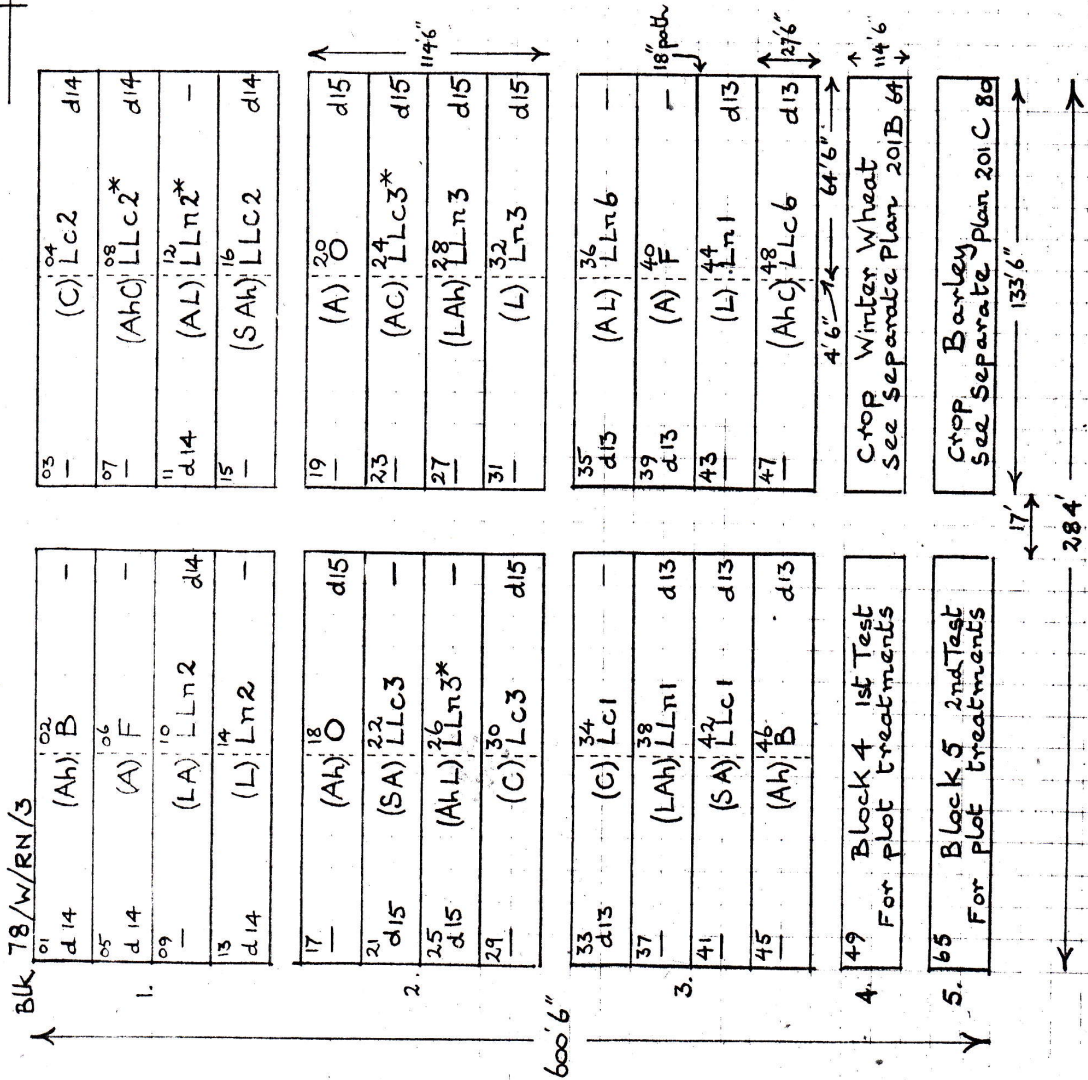 Blk 78/W/RN/3
1.
01 d14 (Ah) 02 B –
05 d14 (A) 06 F –
09 – (LA) 10 LLn2 d14
13 d14 (L) 14 Ln2 –
03 – (C) 04 Lc2 d14
07 – (AhC) 08 LLc2* d14
11 d14 (AL) 12 LLn2* –
15 – (SAh) 16 LLc2 d14
2.
17 – (Ah) 18 O d15
21 d15 (SA) 22 LLc3 –
25 d15 (AhL) 26 LLn3* –
29 – (C) 30 Lc3 d15
19 – (A) 20 O d15
23 – (AC) 24 LLc3* d15
27 – (LAh) 28 LLn3 d15
31 – (L) 32 Ln3 d15
114'6"
3.
33 d13 (C) 34 Lc1 –
37 – (LAh) 38 LLn1 d13
41 – (SA) 42 LLc1 d13
45 – (Ah) 46 B d13
35 d13 (AL) 36 LLn6 –
39 d13 (A) 40 F –
43 – (L) 44 Ln1 d13
47 – (AhC) 48 LLc6 d13
18" path
27'6"
4'6" 64'6"
4.
49 Block 4 1st Test
For plot treatments
Crop Winter Wheat
See separate Plan 201B 64
114'6"
5.
65 Block 5 2nd Test
For plot treatments
Crop Barley
See separate plan 201C 80
600'6"
17' 133'6"
284'